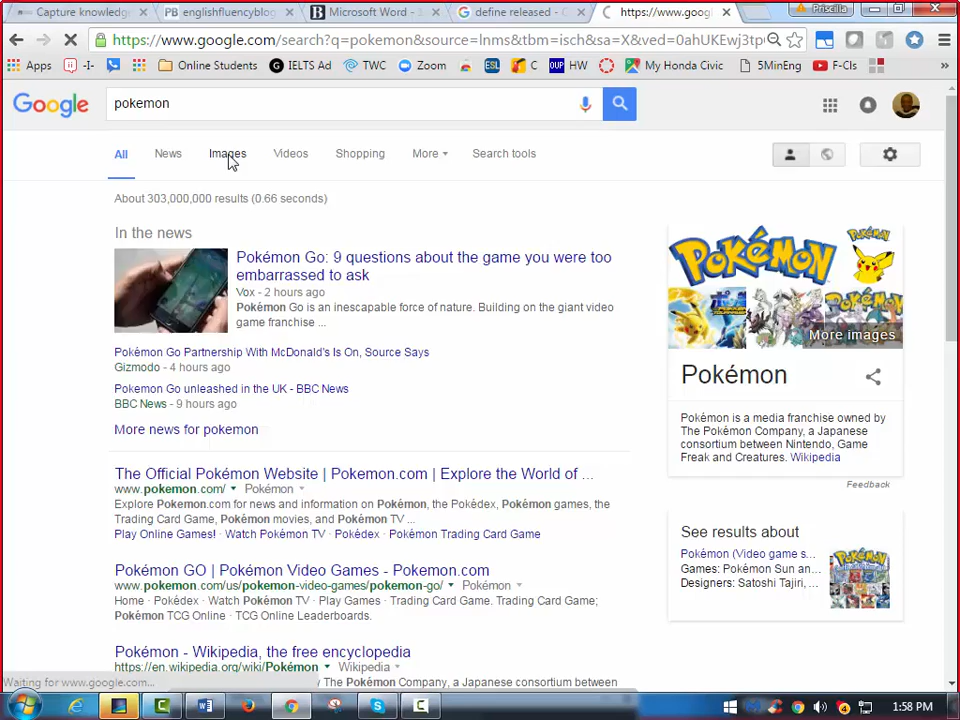 Capture knowledg
englishfluencyblog
Microsoft Word -
define released - G
https://www.goog
Priscilla
https://www.google.com/search?q=pokemon&source=lnms&tbm=isch&sa=X&ved=0ahUKEwj3tp
Apps
-I-
Online Students
IELTS Ad
TWC
Zoom
ESL
C
OUP HW
My Honda Civic
5MinEng
F-Cls
»
Google
pokemon
All News Images Videos Shopping More Search tools
About 303,000,000 results (0.66 seconds)
In the news
Pokémon Go: 9 questions about the game you were too
embarrassed to ask
Vox - 2 hours ago
Pokémon Go is an inescapable force of nature. Building on the giant video
game franchise ...
Pokémon Go Partnership With McDonald's Is On, Source Says
Gizmodo - 4 hours ago
Pokémon Go unleashed in the UK - BBC News
BBC News - 9 hours ago
More news for pokemon
The Official Pokémon Website | Pokemon.com | Explore the World of ...
www.pokemon.com/ Pokémon
Explore Pokemon.com for news and information on Pokémon, the Pokédex, Pokémon games, the
Trading Card Game, Pokémon movies, and Pokémon TV ...
Play Online Games! · Watch Pokémon TV · Pokédex · Pokémon Trading Card Game
Pokémon GO | Pokémon Video Games - Pokemon.com
www.pokemon.com/us/pokemon-video-games/pokemon-go/ Pokémon
Home · Pokédex · Watch Pokémon TV · Play Games · Trading Card Game;
Pokémon TCG Online · TCG Online Leaderboards.
Pokémon - Wikipedia, the free encyclopedia
https://en.wikipedia.org/wiki/Pokémon Wikipedia
The Pokémon Company, a Japanese consortium between Nintendo,
Waiting for www.google.com...
POKéMON
More images
Pokémon
Pokémon is a media franchise owned by
The Pokémon Company, a Japanese
consortium between Nintendo, Game
Freak and Creatures. Wikipedia
Feedback
See results about
Pokémon (Video game s...
Games: Pokémon Sun an...
Designers: Satoshi Tajiri, ...
1:58 PM